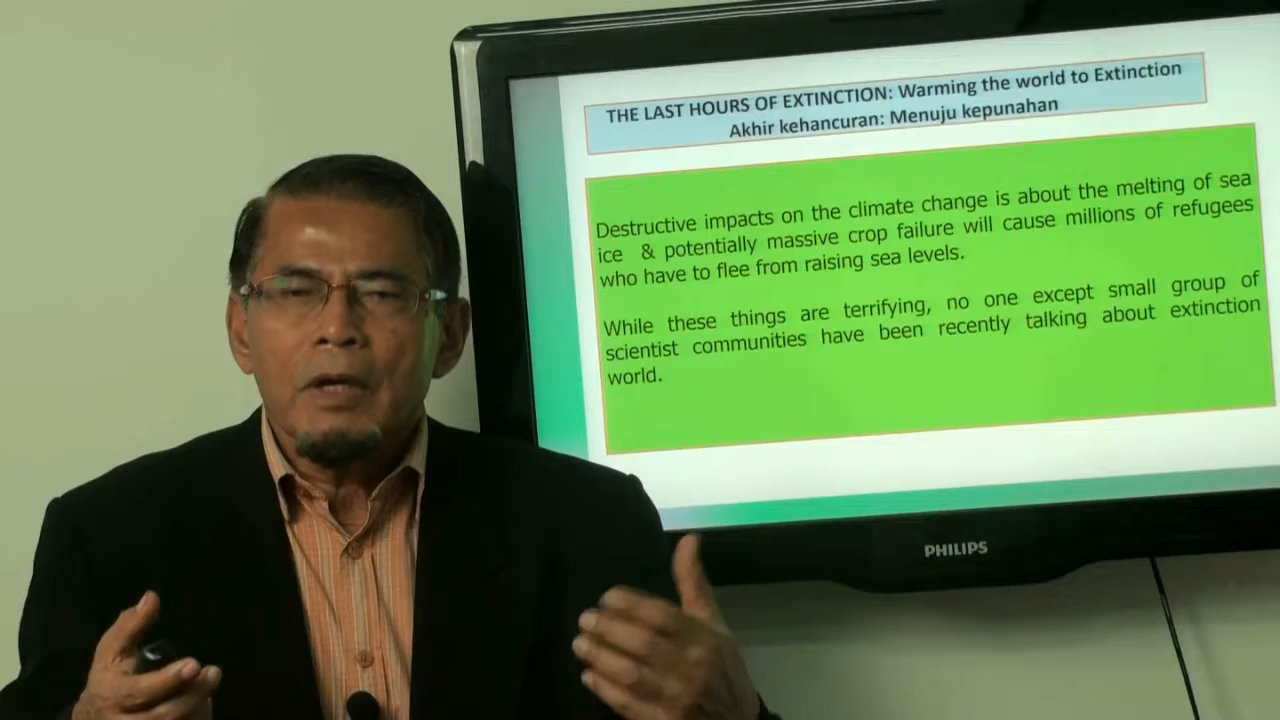 THE LAST HOURS OF EXTINCTION: Warming the world to Extinction
Akhir kehancuran: Menuju kepunahan
Destructive impacts on the climate change is about the melting of sea
ice & potentially massive crop failure will cause millions of refugees
who have to flee from raising sea levels.
While these things are terrifying, no one except small group of
scientist communities have been recently talking about extinction
world.
PHILIPS